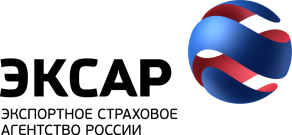 ЭКСАР
ЭКСПОРТНОЕ СТРАХОВОЕ
АГЕНТСТВО РОССИИ